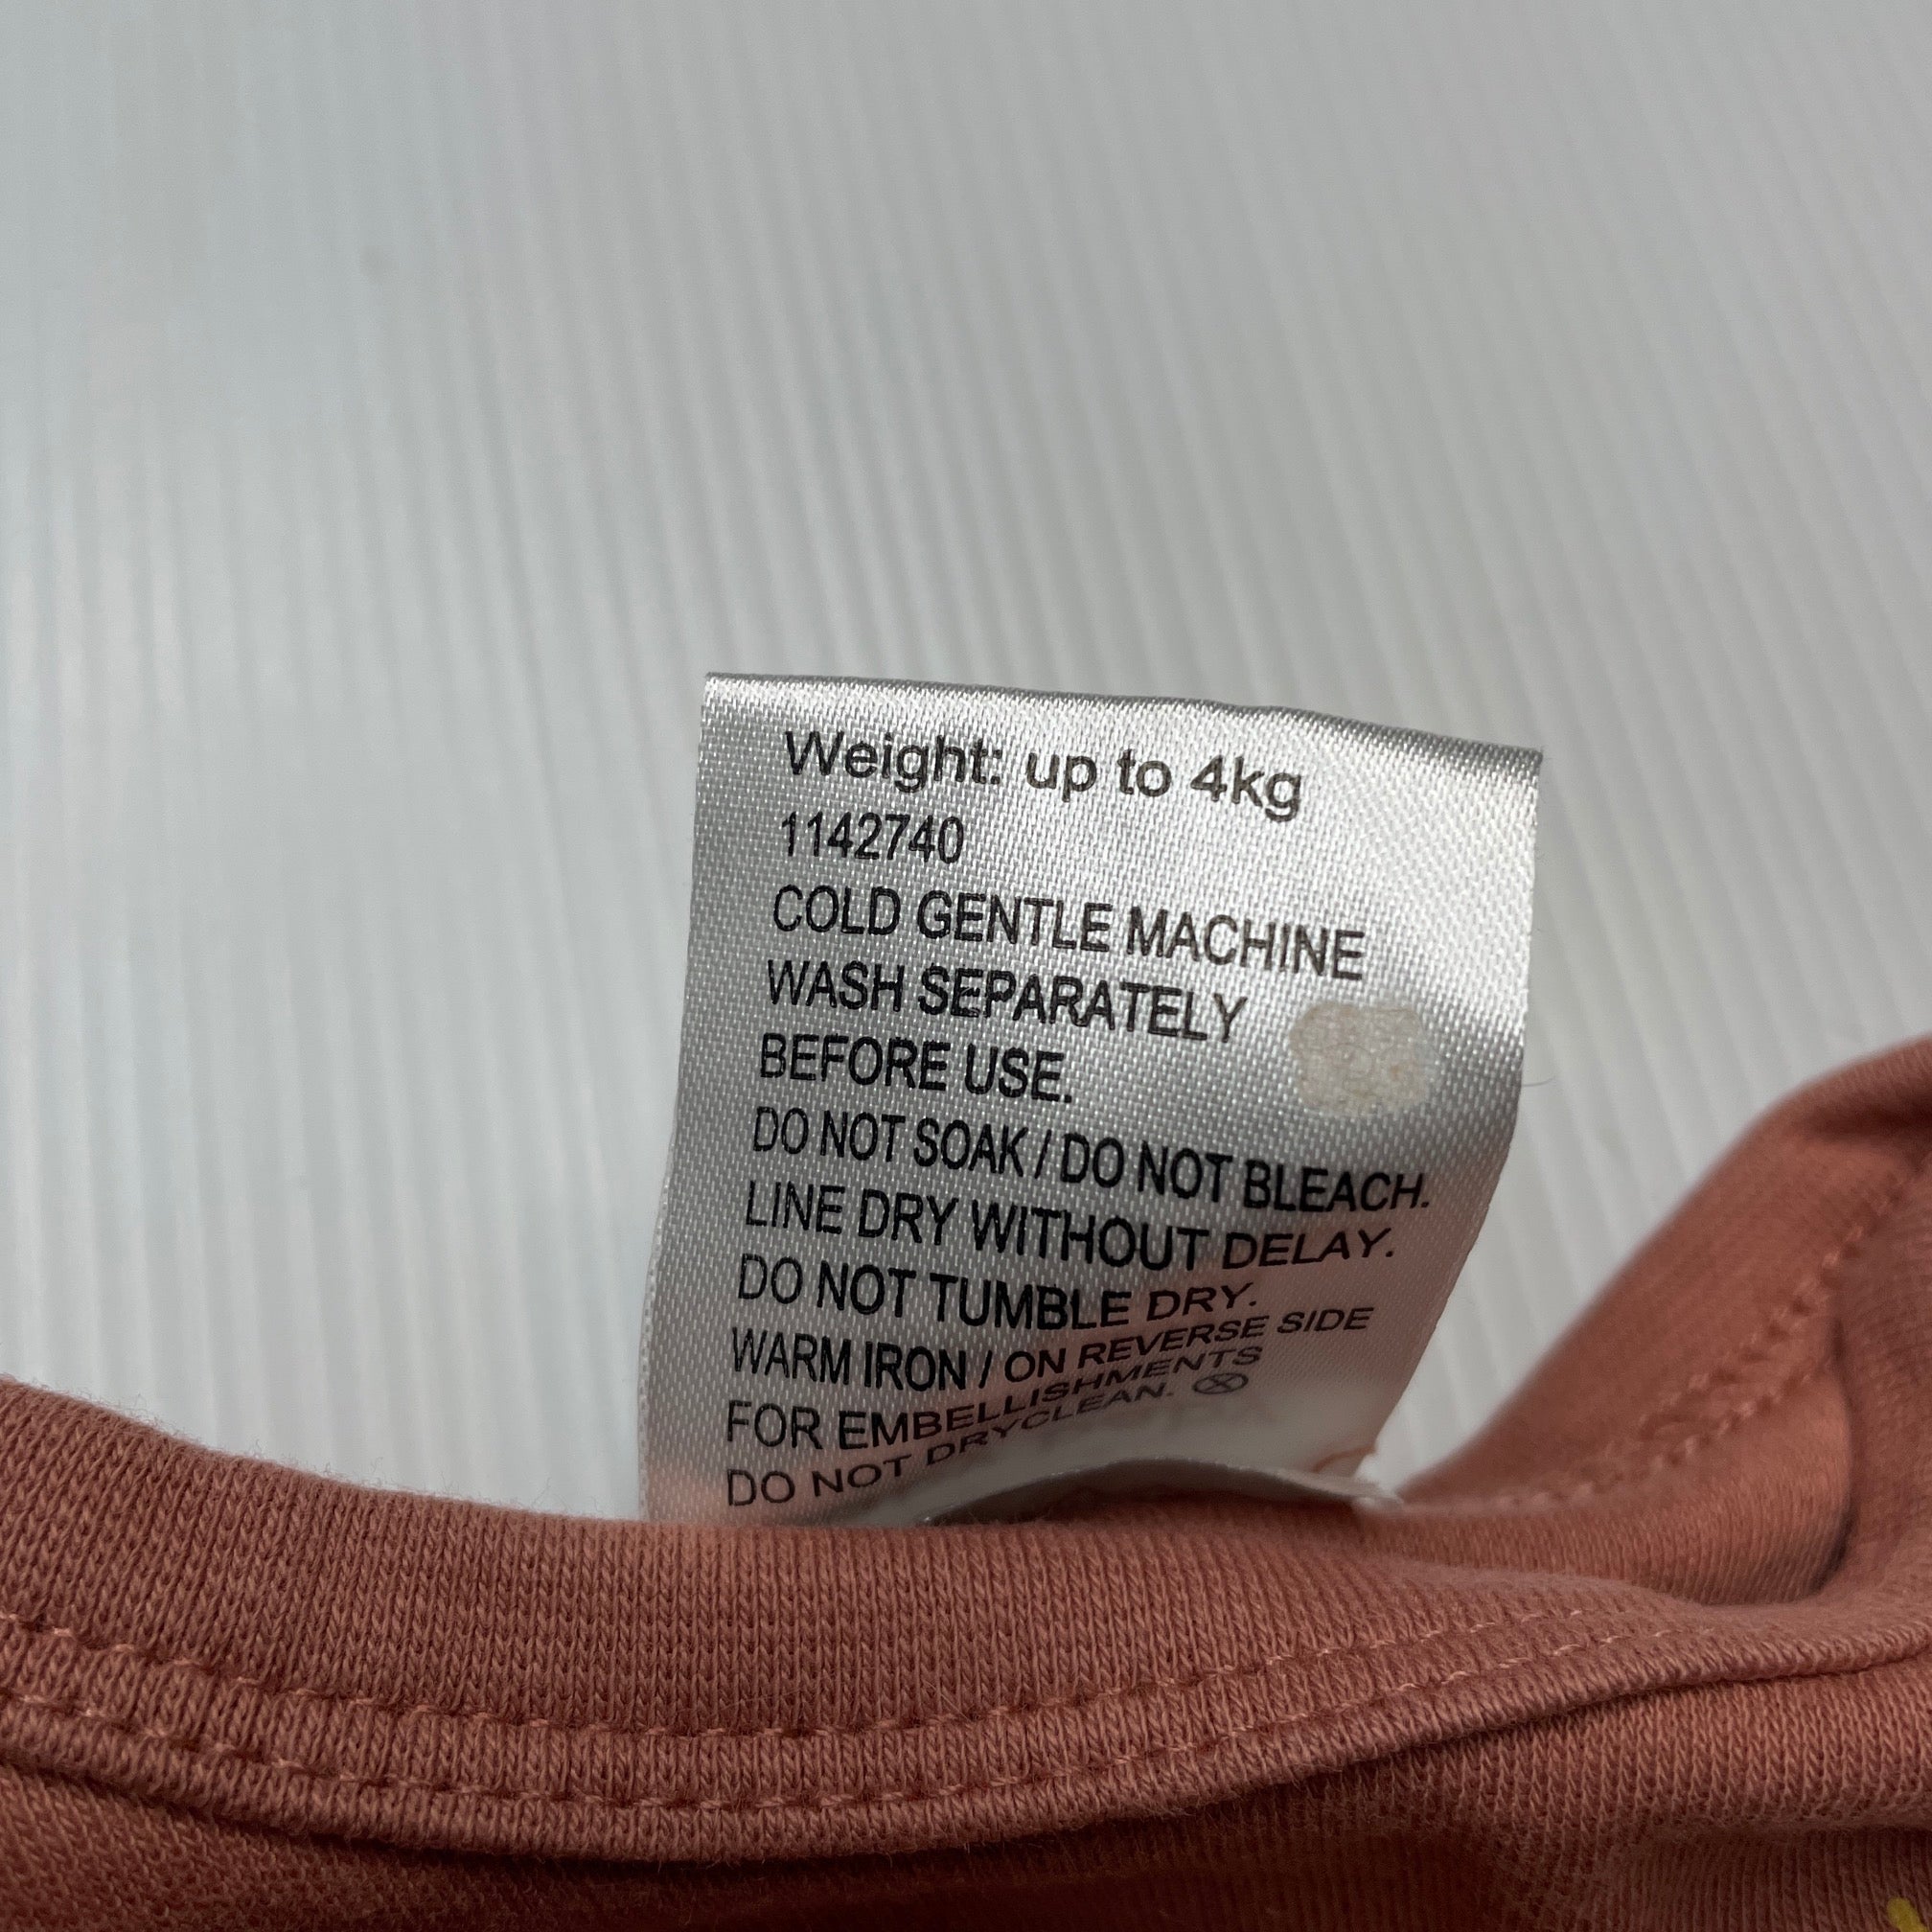 Weight: up to 4kg
1142740
COLD GENTLE MACHINE
WASH SEPARATELY
BEFORE USE.
DO NOT SOAK / DO NOT BLEACH.
LINE DRY WITHOUT DELAY.
DO NOT TUMBLE DRY.
WARM IRON / ON REVERSE SIDE
FOR EMBELLISHMENTS
DO NOT DRYCLEAN.